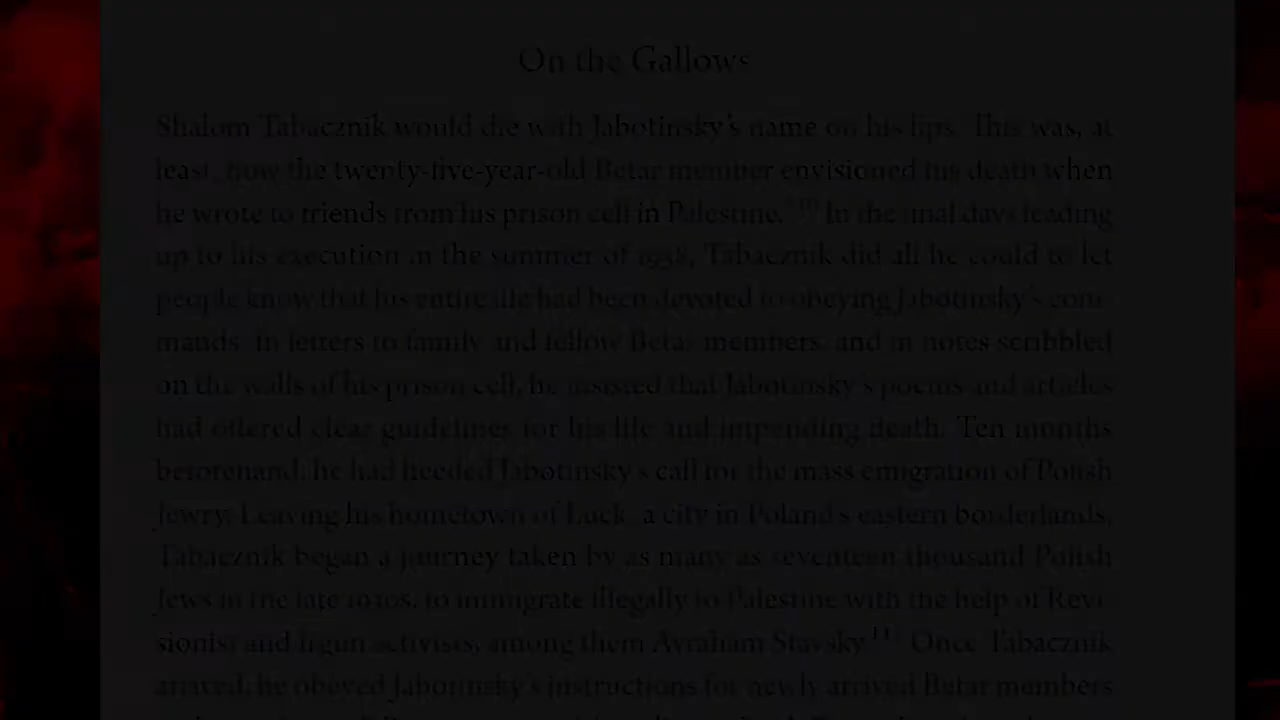 On the Gallows
Shalom Tabacznik would die with Jabotinsky's name on his lips. This was, at
least, how the twenty-five-year-old Betar member envisioned his death when
he wrote to friends from his prison cell in Palestine. In the final days leading
up to his execution in the summer of 1938, Tabacznik did all he could to let
people know that his entire life had been devoted to obeying Jabotinsky's com-
mands. In letters to family and fellow Betar members, and in notes scribbled
on the walls of his prison cell, he insisted that Jabotinsky's poems and articles
had offered clear guidelines for his life and impending death. Ten months
beforehand, he had heeded Jabotinsky's call for the mass emigration of Polish
Jewry. Leaving his hometown of Łuck, a city in Poland's eastern borderlands,
Tabacznik began a journey taken by as many as seventeen thousand Polish
Jews in the late 1930s, to immigrate illegally to Palestine with the help of Revi-
sionist and Irgun activists, among them Avraham Stavsky. Once Tabacznik
arrived, he obeyed Jabotinsky's instructions for newly arrived Betar members